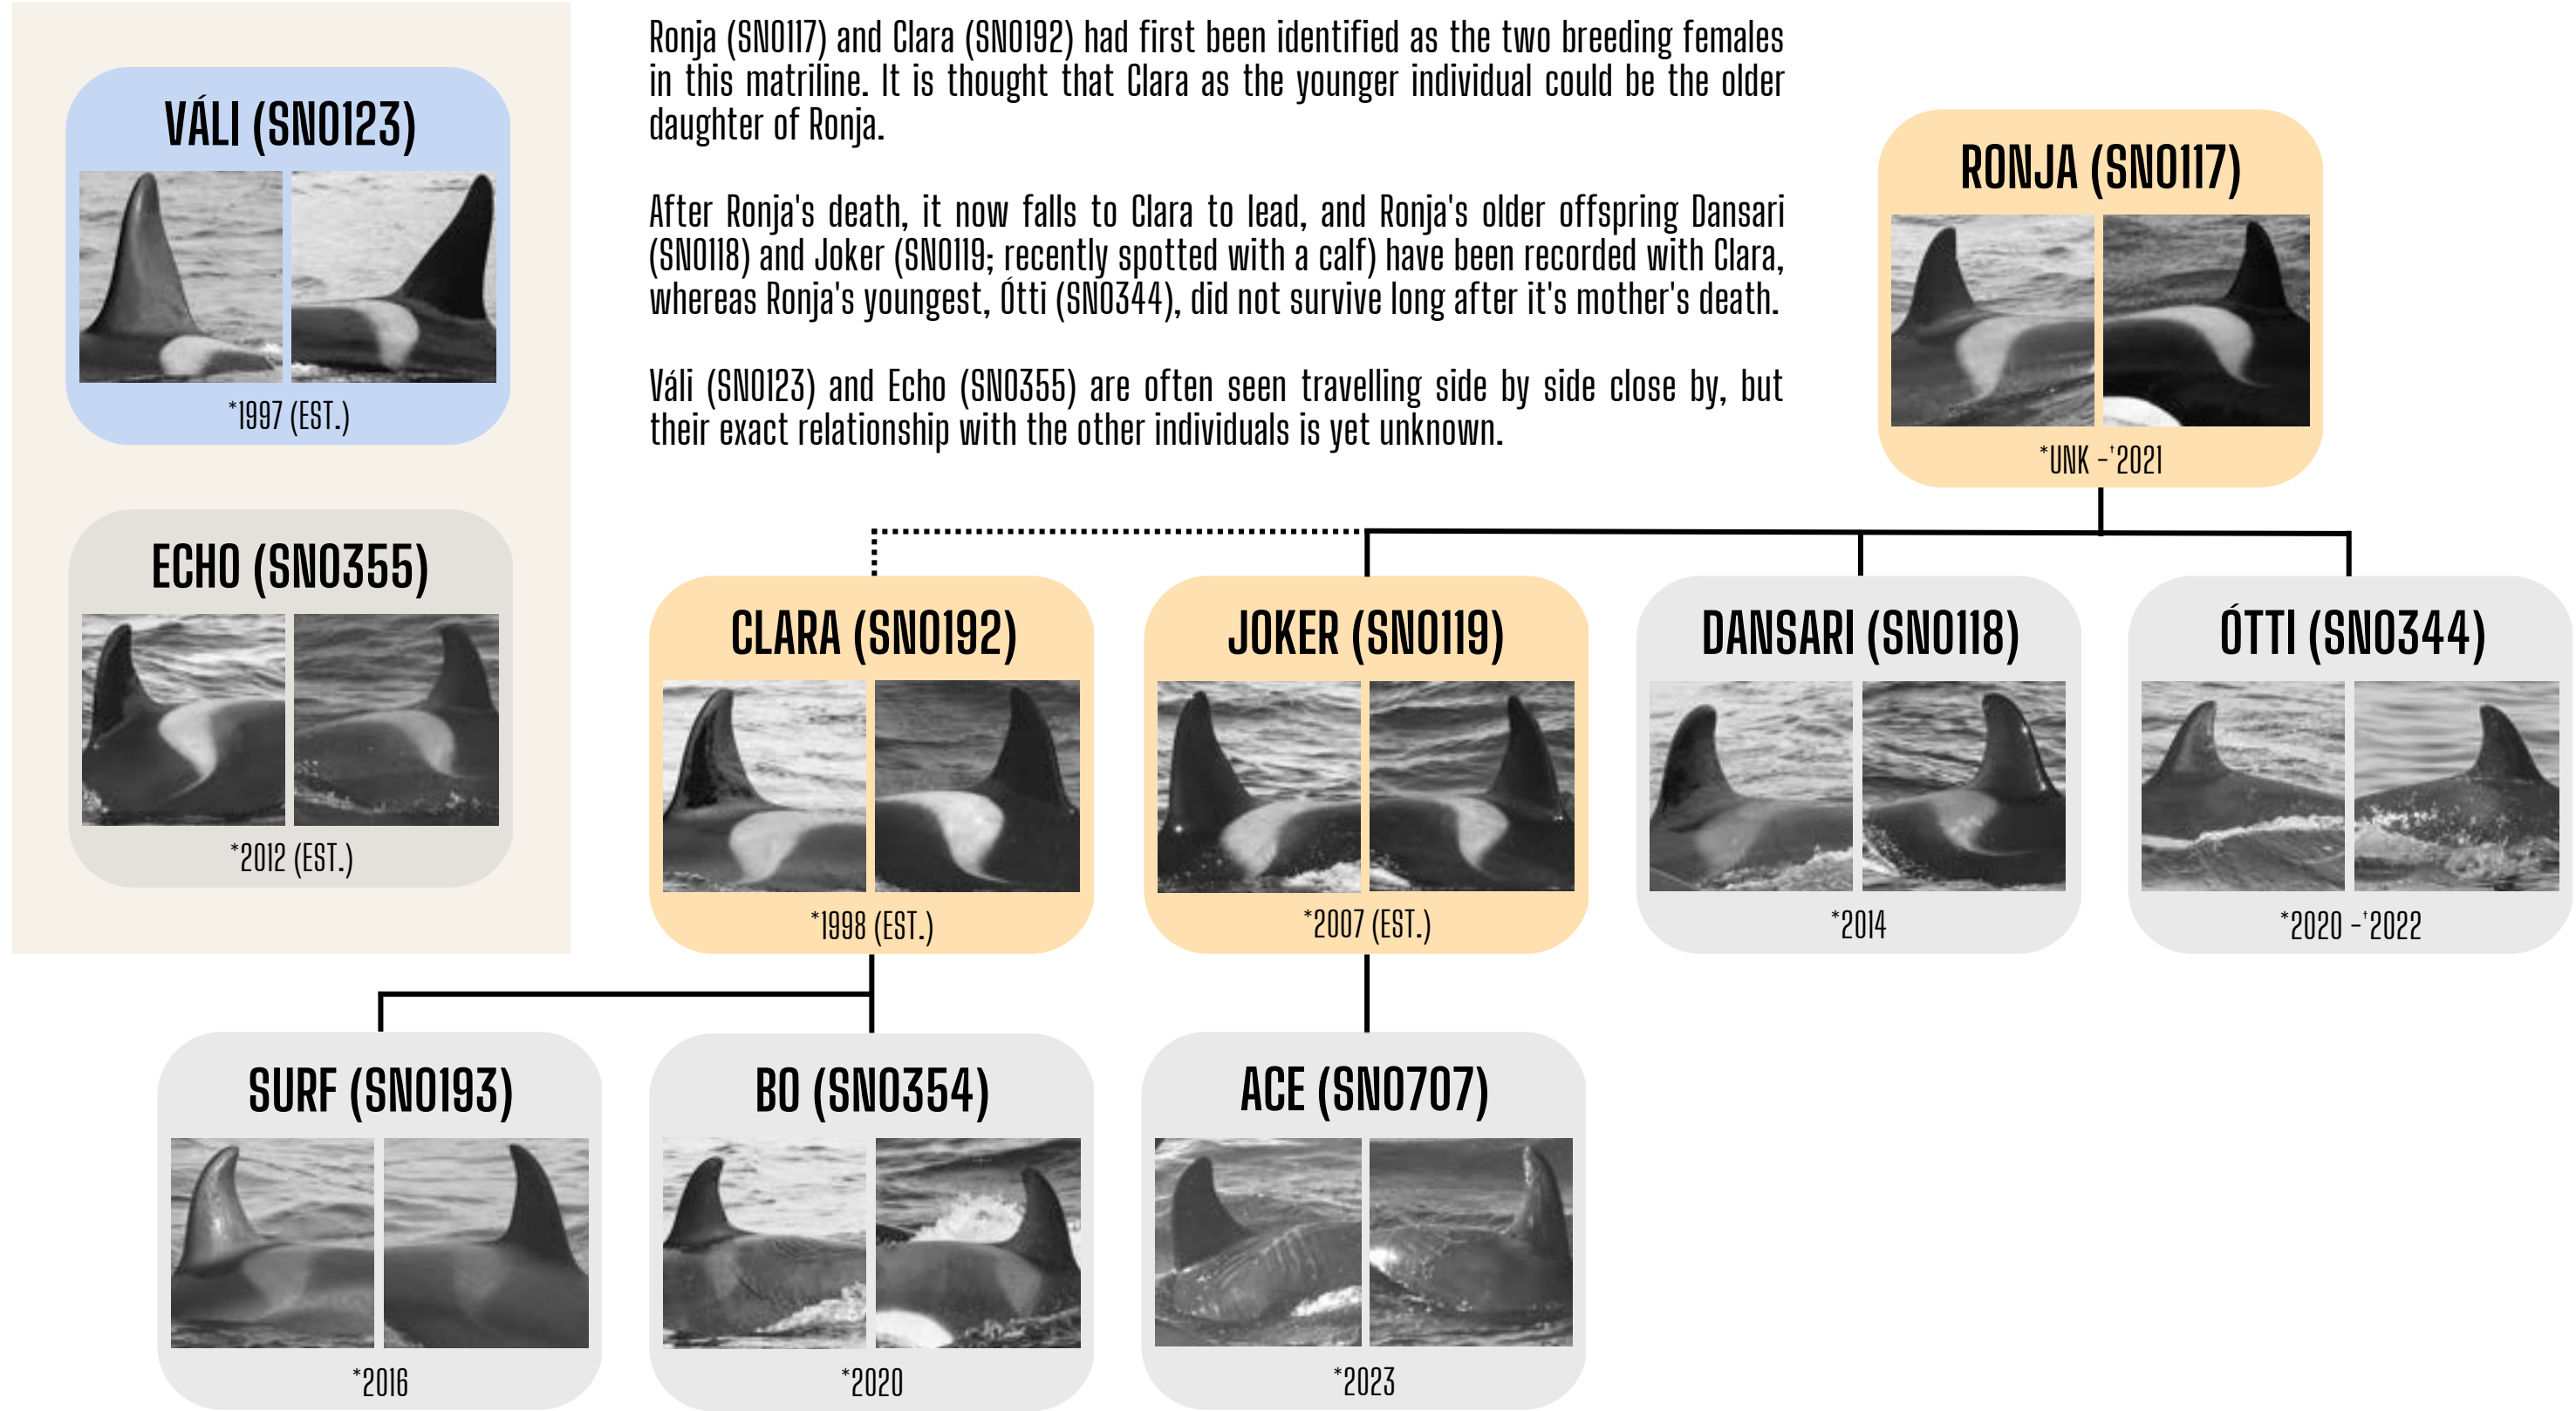 VÁLI (SN0123)
*1997 (EST.)
ECHO (SN0355)
*2012 (EST.)
Ronja (SN0117) and Clara (SN0192) had first been identified as the two breeding females
in this matriline. It is thought that Clara as the younger individual could be the older
daughter of Ronja.
After Ronja's death, it now falls to Clara to lead, and Ronja's older offspring Dansari
(SN0118) and Joker (SN0119; recently spotted with a calf) have been recorded with Clara,
whereas Ronja's youngest, Ótti (SN0344), did not survive long after it's mother's death.
Váli (SN0123) and Echo (SN0355) are often seen travelling side by side close by, but
their exact relationship with the other individuals is yet unknown.
RONJA (SN0117)
*UNK -†2021
CLARA (SN0192)
*1998 (EST.)
JOKER (SN0119)
*2007 (EST.)
DANSARI (SN0118)
*2014
ÓTTI (SN0344)
*2020 -†2022
SURF (SN0193)
*2016
BO (SN0354)
*2020
ACE (SN0707)
*2023